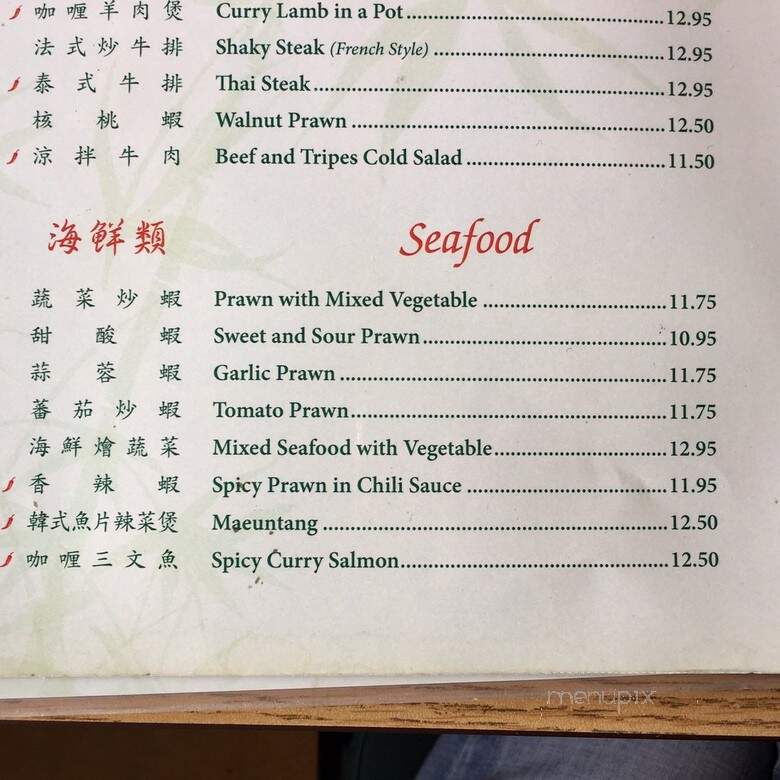 咖喱羊肉煲 Curry Lamb in a Pot 12.95
法式炒牛排 Shaky Steak (French Style) 12.95
泰式牛排 Thai Steak 12.95
核桃蝦 Walnut Prawn 12.50
涼拌牛肉 Beef and Tripes Cold Salad 11.50
海鮮類 Seafood
蔬菜炒蝦 Prawn with Mixed Vegetable 11.75
甜酸蝦 Sweet and Sour Prawn 10.95
蒜蓉蝦 Garlic Prawn 11.75
蕃茄炒蝦 Tomato Prawn 11.75
海鮮燴蔬菜 Mixed Seafood with Vegetable 12.95
香辣蝦 Spicy Prawn in Chili Sauce 11.95
韓式魚片辣菜煲 Maeuntang 12.50
咖喱三文魚 Spicy Curry Salmon 12.50
menupix